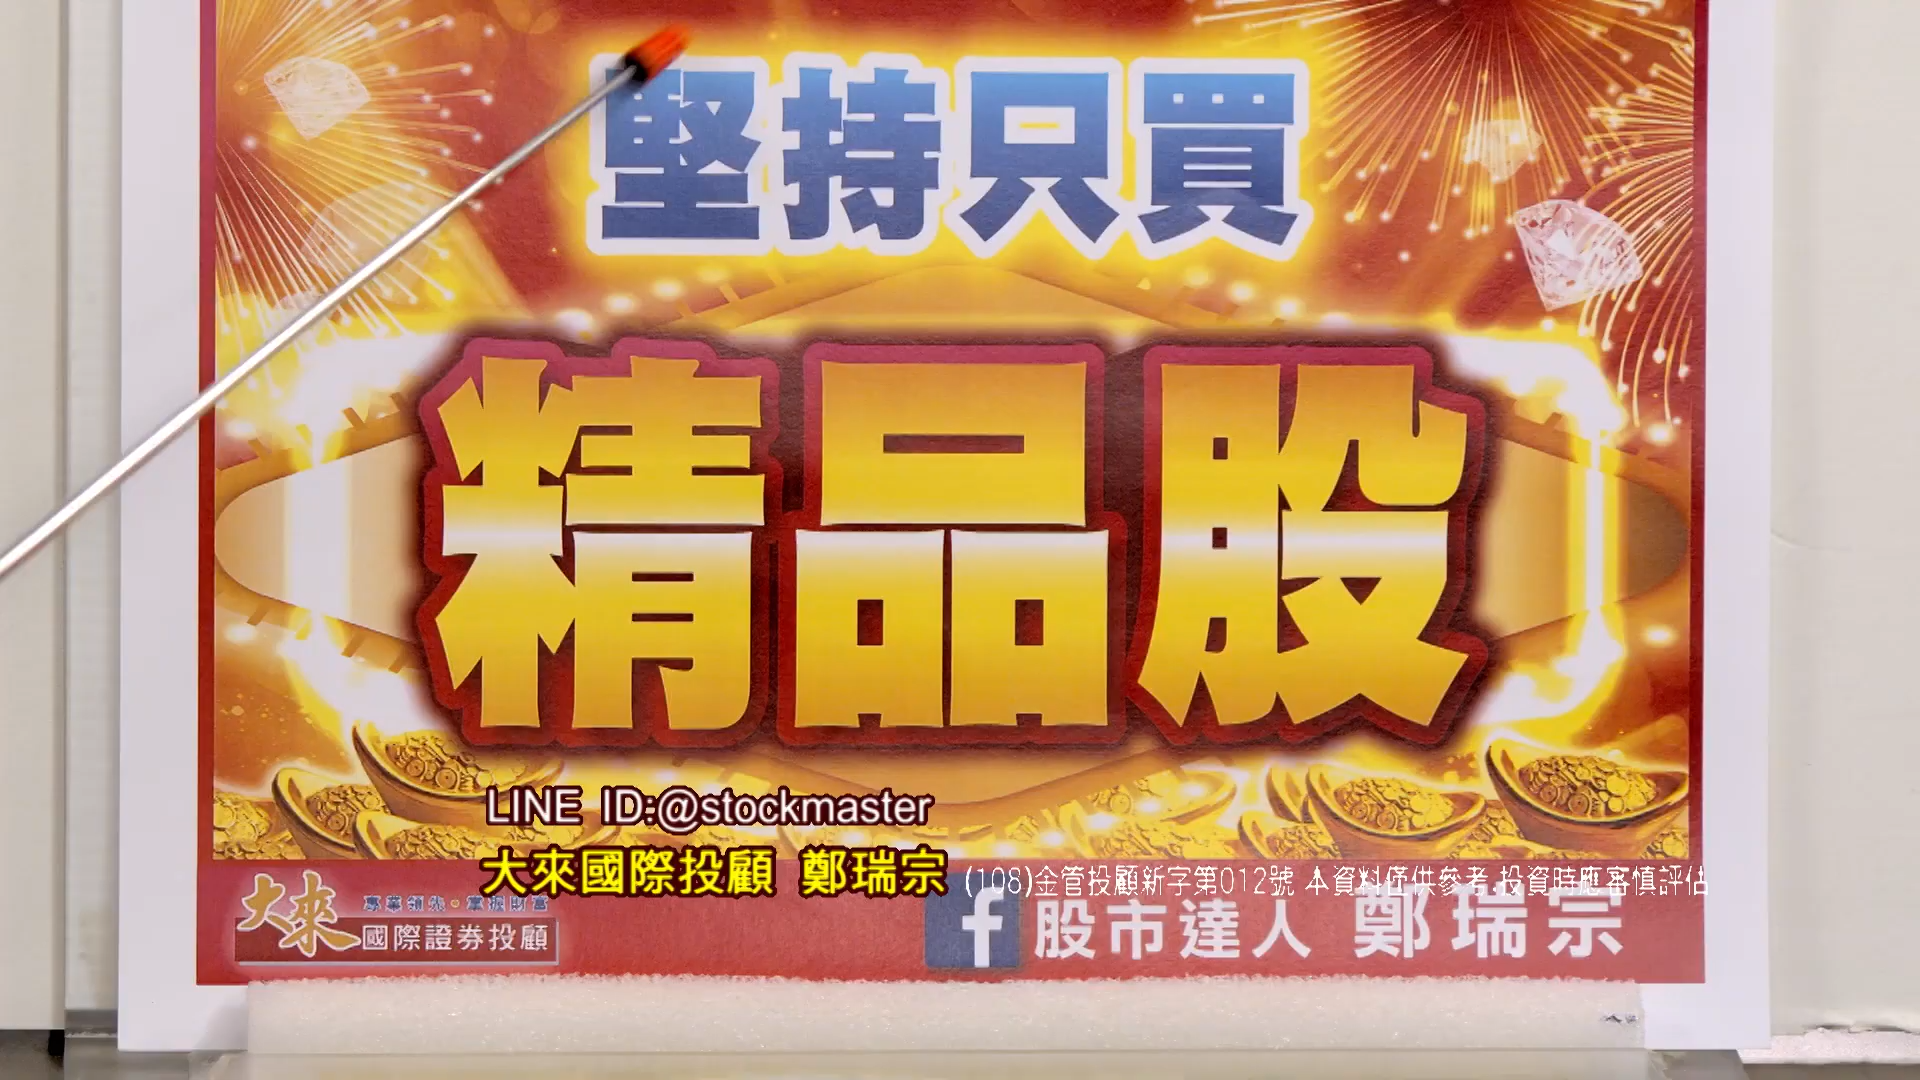 堅持只買
精品股
LINE ID:@stockmaster
大來國際投顧 鄭瑞宗
(108)金管投顧新字第012號 本資料僅供參考,投資時應審慎評估
大來
專業領先·掌握財富
國際證券投顧
f 股市達人 鄭瑞宗